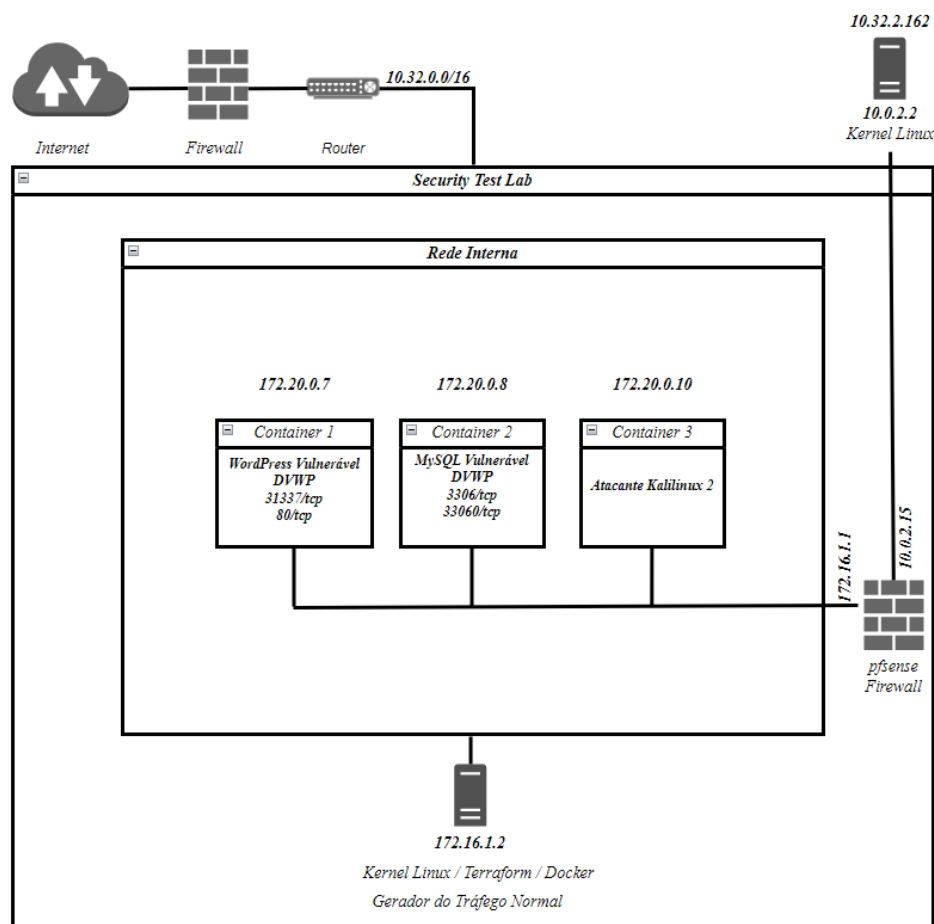 10.32.2.162
10.32.0.0/16
10.0.2.2
Kernel Linux
Internet
Firewall
Router
Security Test Lab
Rede Interna
172.20.0.7
172.20.0.8
172.20.0.10
Container 1
WordPress Vulnerável
DVWP
31337/tcp
80/tcp
Container 2
MySQL Vulnerável
DVWP
3306/tcp
33060/tcp
Container 3
Atacante Kalilinux 2
172.16.1.1
10.0.2.15
pfsense
Firewall
172.16.1.2
Kernel Linux / Terraform / Docker
Gerador do Tráfego Normal